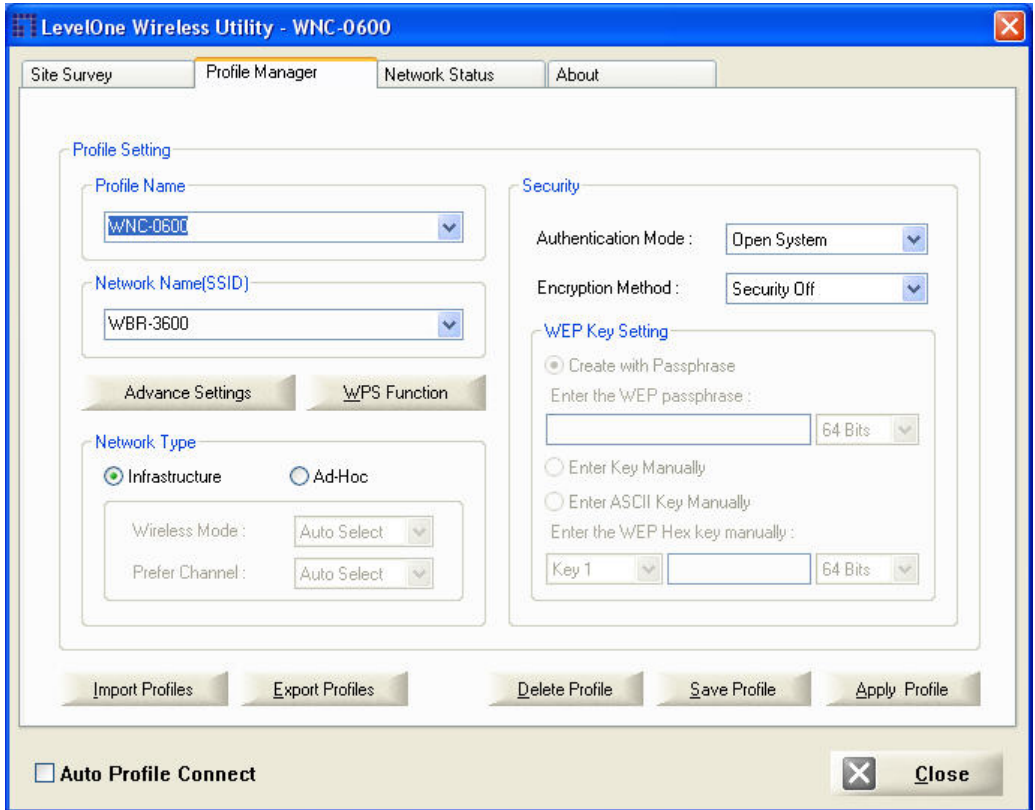 LevelOne Wireless Utility - WNC-0600
Site Survey
Profile Manager
Network Status
About
Profile Setting
Profile Name
WNC-0600
Network Name(SSID)
WBR-3600
Advance Settings
WPS Function
Network Type
Infrastructure
Ad-Hoc
Wireless Mode :
Auto Select
Prefer Channel :
Auto Select
Security
Authentication Mode :
Open System
Encryption Method :
Security Off
WEP Key Setting
Create with Passphrase
Enter the WEP passphrase :
64 Bits
Enter Key Manually
Enter ASCII Key Manually
Enter the WEP Hex key manually :
Key 1
64 Bits
Import Profiles
Export Profiles
Delete Profile
Save Profile
Apply Profile
Auto Profile Connect
Close